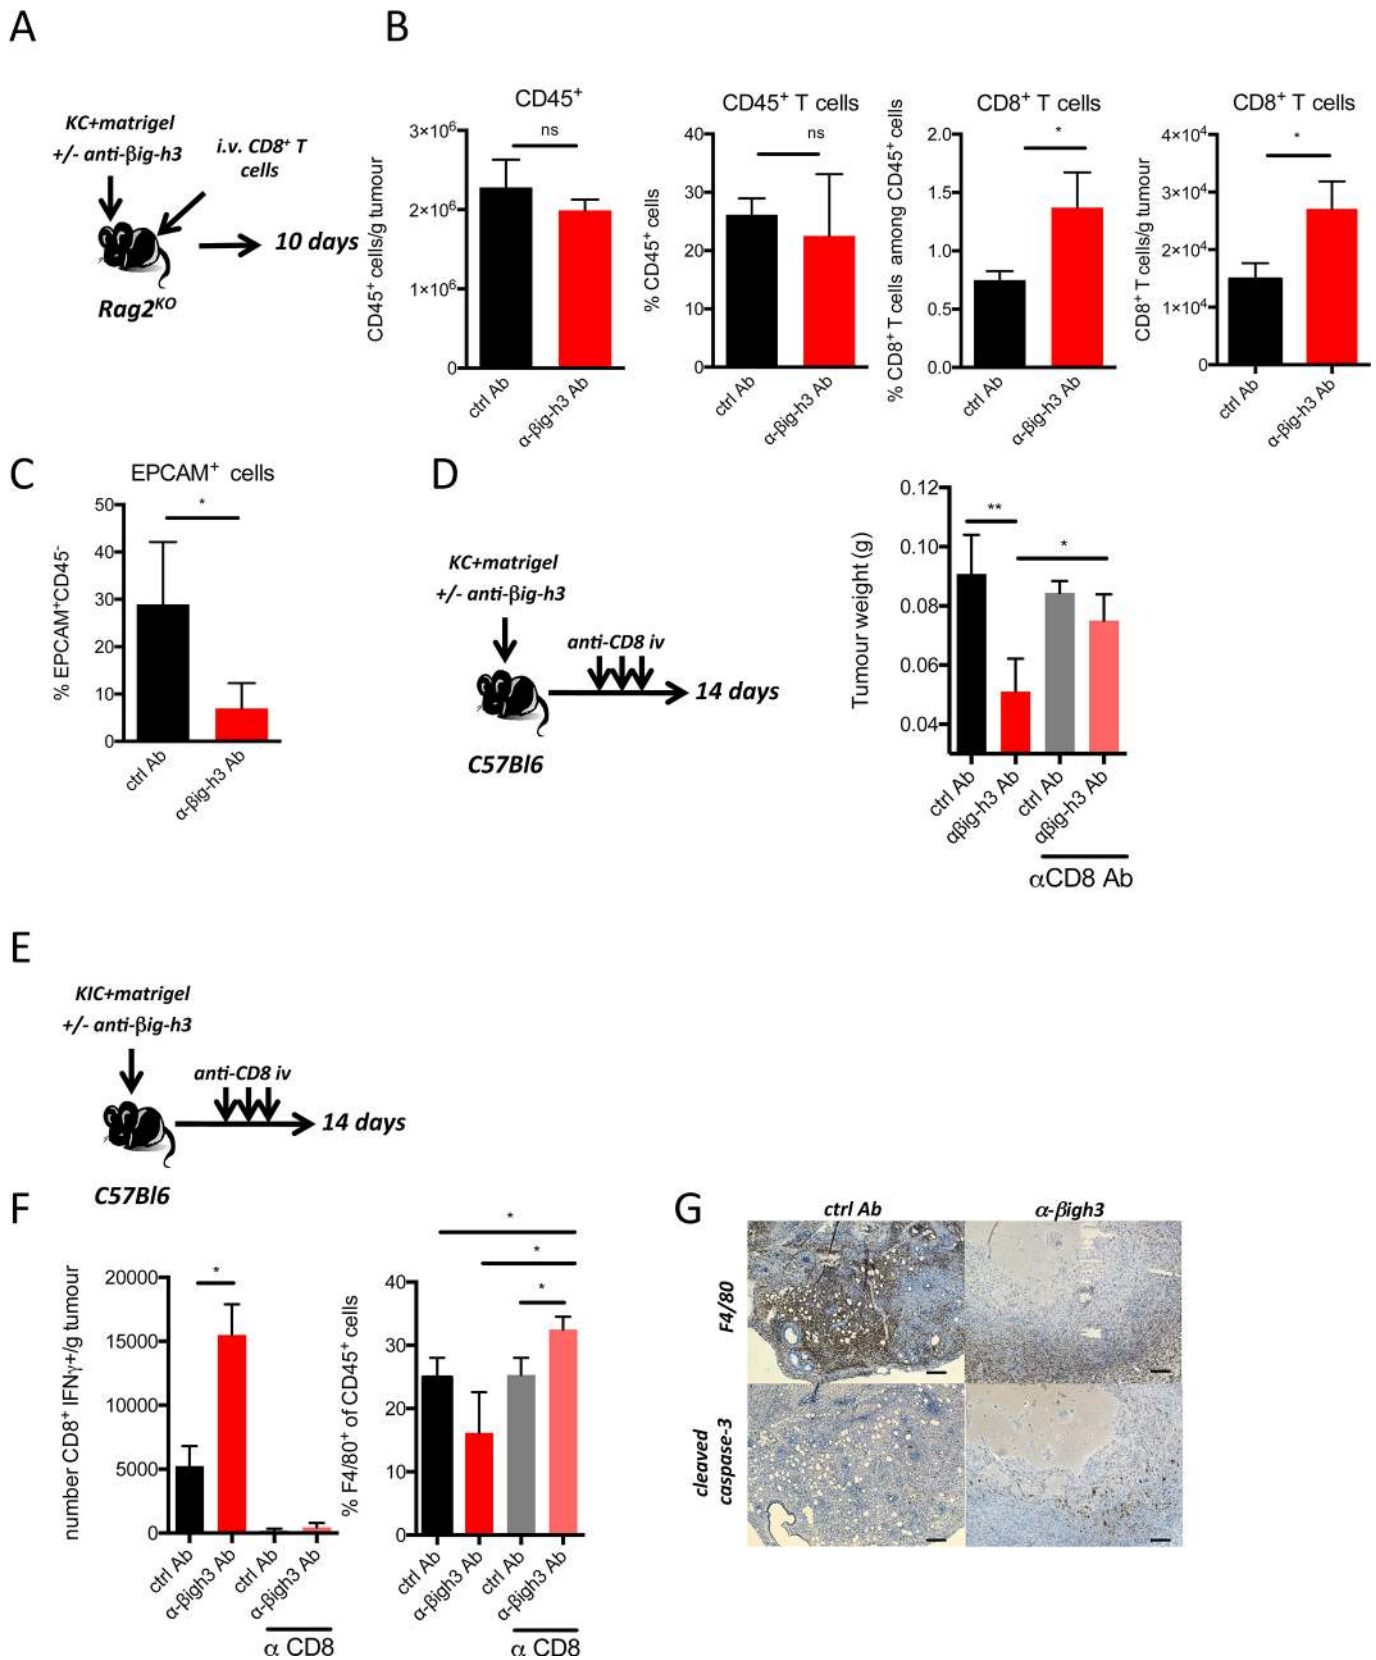 A
KC+matrigel
+/- anti-βig-h3
i.v. CD8+ T
cells
10 days
Rag2KO
B
CD45+
ns
3×10⁶
2×10⁶
1×10⁶
0
CD45+ cells/g tumour
ctrl Ab
α-βig-h3 Ab
CD45+ T cells
ns
40
30
20
10
0
% CD45+ cells
ctrl Ab
α-βig-h3 Ab
CD8+ T cells
*
2.0
1.5
1.0
0.5
0.0
% CD8+ T cells among CD45+ cells
ctrl Ab
α-βig-h3 Ab
CD8+ T cells
*
4×10⁴
3×10⁴
2×10⁴
1×10⁴
0
CD8+ T cells/g tumour
ctrl Ab
α-βig-h3 Ab
C
EPCAM+ cells
*
50
40
30
20
10
0
% EPCAM+CD45-
ctrl Ab
α-βig-h3 Ab
D
KC+matrigel
+/- anti-βig-h3
anti-CD8 iv
14 days
C57Bl6
0.12
0.10
0.08
0.06
0.04
Tumour weight (g)
**
*
ctrl Ab
αβig-h3 Ab
ctrl Ab
αβig-h3 Ab
αCD8 Ab
E
KIC+matrigel
+/- anti-βig-h3
anti-CD8 iv
14 days
C57Bl6
F
20000
15000
10000
5000
0
number CD8+ IFNγ+/g tumour
*
ctrl Ab
α-βigh3 Ab
ctrl Ab
α-βigh3 Ab
α CD8
40
30
20
10
0
% F4/80+ of CD45+ cells
*
*
*
ctrl Ab
α-βigh3 Ab
ctrl Ab
α-βigh3 Ab
α CD8
G
ctrl Ab
α-βigh3
F4/80
cleaved
caspase-3